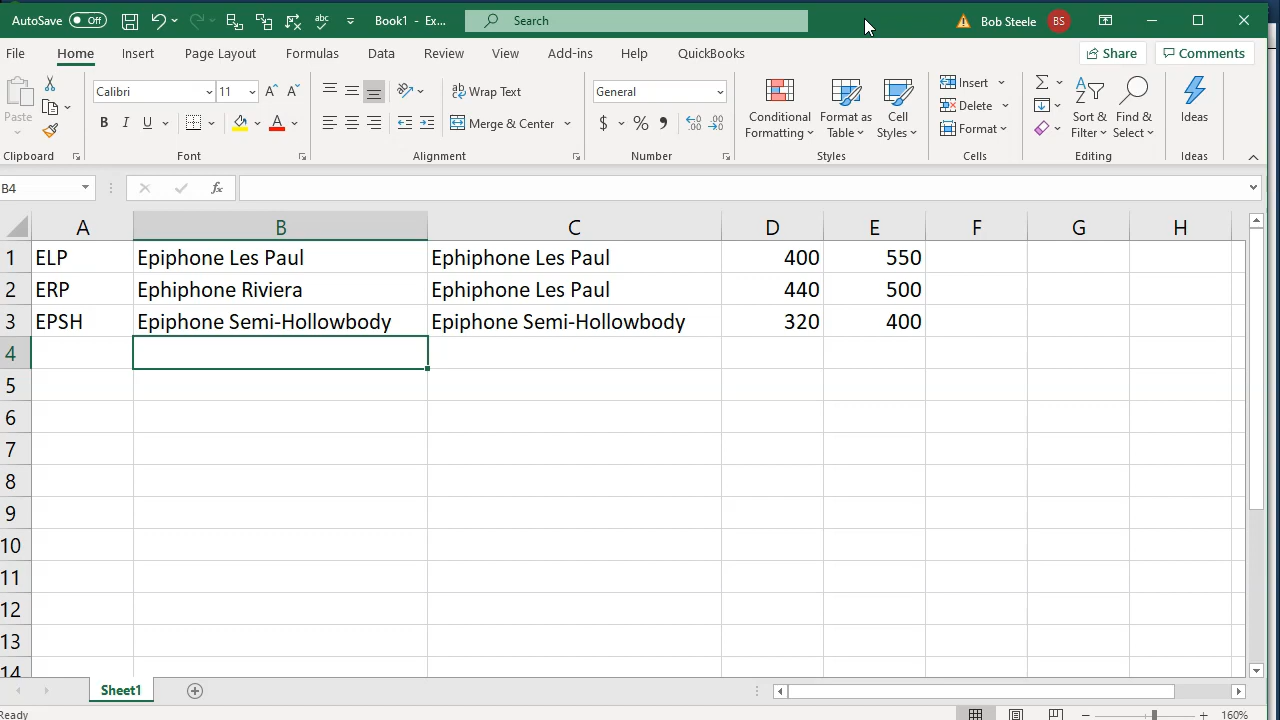 AutoSave Off Book1 - Ex... Search Bob Steele BS
File Home Insert Page Layout Formulas Data Review View Add-ins Help QuickBooks Share Comments
Paste Calibri 11 A A Wrap Text General Conditional Formatting Format as Table Cell Styles Insert Delete Format Sort & Filter Find & Select Ideas
B I U A Merge & Center $ % 9
Clipboard Font Alignment Number Styles Cells Editing Ideas
B4 fx
A B C D E F G H
1 ELP Epiphone Les Paul Ephiphone Les Paul 400 550
2 ERP Ephiphone Riviera Ephiphone Les Paul 440 500
3 EPSH Epiphone Semi-Hollowbody Epiphone Semi-Hollowbody 320 400
4
5
6
7
8
9
10
11
12
13
14
Sheet1
Ready 160%